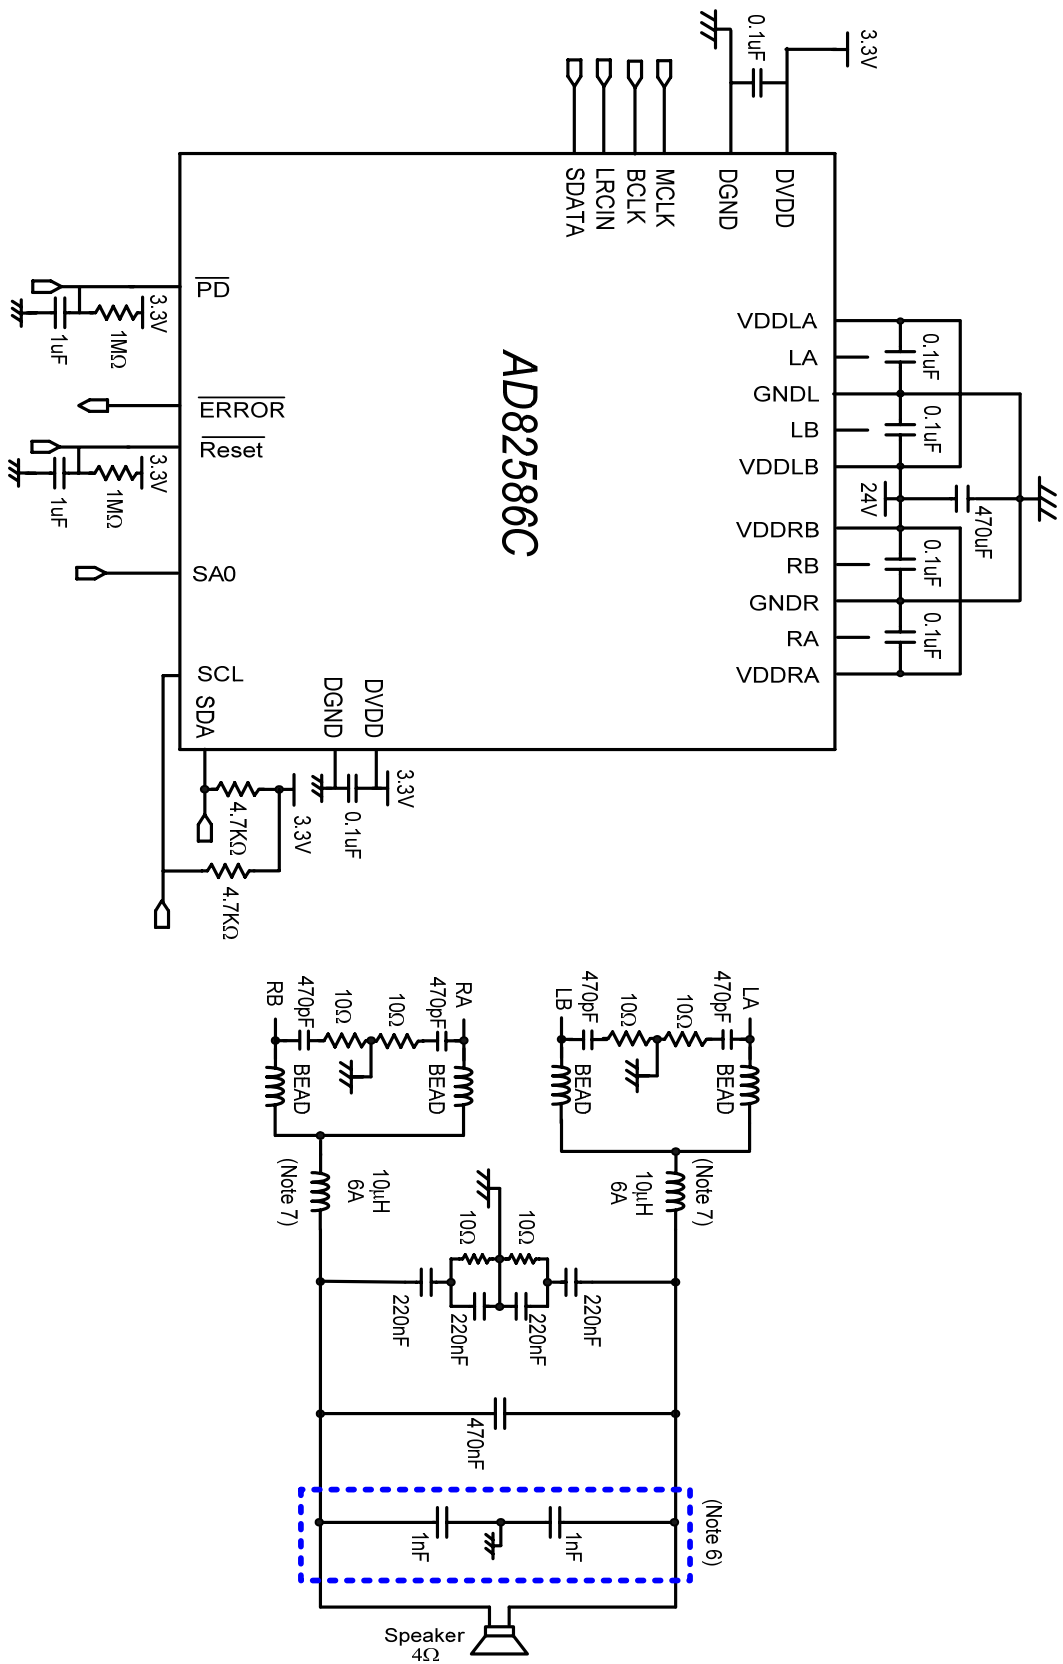 3.3V
0.1uF
SDATA
LRCIN
BCLK
MCLK
DGND
DVDD
PD
3.3V
1MΩ
1uF
ERROR
Reset
3.3V
1MΩ
1uF
SA0
SCL
SDA
DGND
DVDD
AD82586C
VDDLA
LA
GNDL
LB
VDDLB
VDDRB
RB
GNDR
RA
VDDRA
0.1uF
0.1uF
24V
470uF
0.1uF
0.1uF
3.3V
0.1uF
3.3V
4.7KΩ
4.7KΩ
RB
470pF
10Ω
10Ω
470pF
RA
BEAD
BEAD
LB
470pF
10Ω
10Ω
470pF
LA
BEAD
BEAD
(Note 7)
10μH
6A
10μH
6A
(Note 7)
10Ω
10Ω
220nF
220nF
220nF
220nF
470nF
(Note 6)
1nF
1nF
Speaker
4Ω